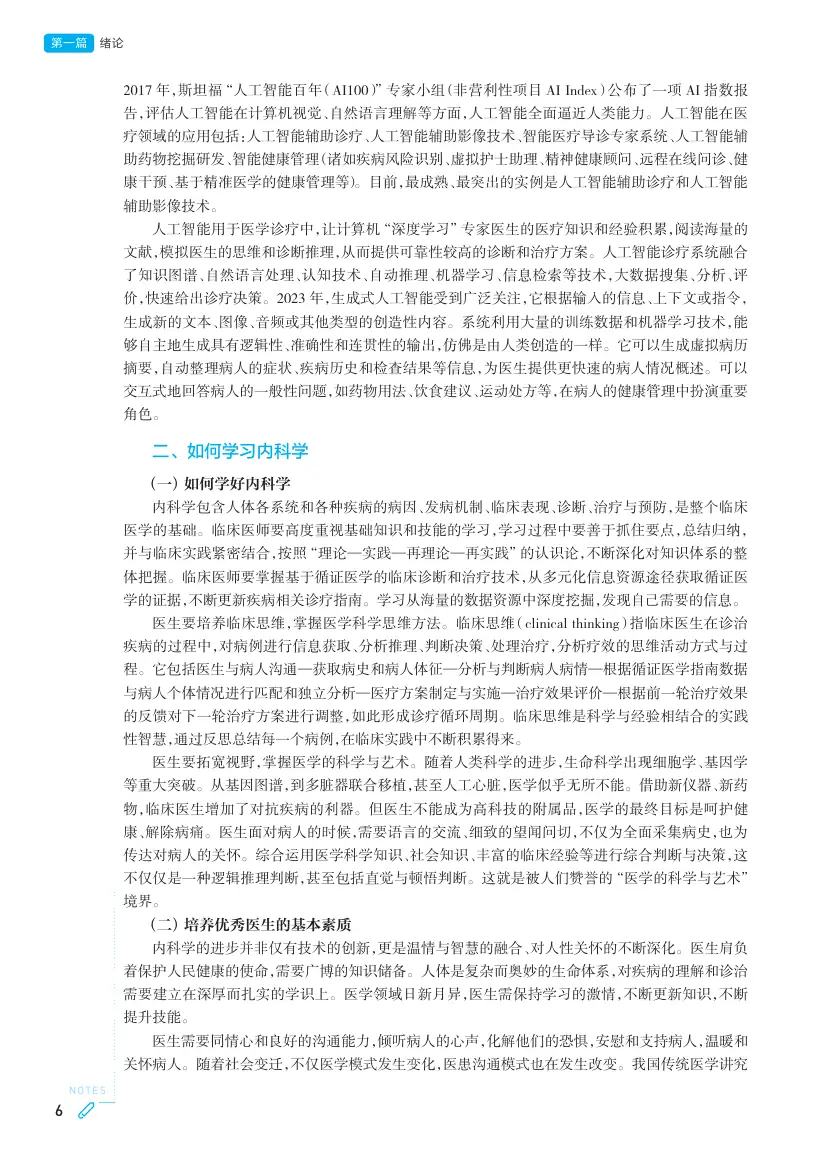 第一篇 绪论
2017 年，斯坦福“人工智能百年（AI100）”专家小组（非营利性项目 AI Index）公布了一项 AI 指数报
告，评估人工智能在计算机视觉、自然语言理解等方面，人工智能全面逼近人类能力。人工智能在医
疗领域的应用包括：人工智能辅助诊疗、人工智能辅助影像技术、智能医疗导诊专家系统、人工智能辅
助药物挖掘研发、智能健康管理（诸如疾病风险识别、虚拟护士助理、精神健康顾问、远程在线问诊、健
康干预、基于精准医学的健康管理等）。目前，最成熟、最突出的实例是人工智能辅助诊疗和人工智能
辅助影像技术。
人工智能用于医学诊疗中，让计算机“深度学习”专家医生的医疗知识和经验积累，阅读海量的
文献，模拟医生的思维和诊断推理，从而提供可靠性较高的诊断和治疗方案。人工智能诊疗系统融合
了知识图谱、自然语言处理、认知技术、自动推理、机器学习、信息检索等技术，大数据搜集、分析、评
价，快速给出诊疗决策。2023 年，生成式人工智能受到广泛关注，它根据输入的信息、上下文或指令，
生成新的文本、图像、音频或其他类型的创造性内容。系统利用大量的训练数据和机器学习技术，能
够自主地生成具有逻辑性、准确性和连贯性的输出，仿佛是由人类创造的一样。它可以生成虚拟病历
摘要，自动整理病人的症状、疾病历史和检查结果等信息，为医生提供更快速的病人情况概述。可以
交互式地回答病人的一般性问题，如药物用法、饮食建议、运动处方等，在病人的健康管理中扮演重要
角色。
二、如何学习内科学
（一）如何学好内科学
内科学包含人体各系统和各种疾病的病因、发病机制、临床表现、诊断、治疗与预防，是整个临床
医学的基础。临床医师要高度重视基础知识和技能的学习，学习过程中要善于抓住要点，总结归纳，
并与临床实践紧密结合，按照“理论—实践—再理论—再实践”的认识论，不断深化对知识体系的整
体把握。临床医师要掌握基于循证医学的临床诊断和治疗技术，从多元化信息资源途径获取循证医
学的证据，不断更新疾病相关诊疗指南。学习从海量的数据资源中深度挖掘，发现自己需要的信息。
医生要培养临床思维，掌握医学科学思维方法。临床思维（clinical thinking）指临床医生在诊治
疾病的过程中，对病例进行信息获取、分析推理、判断决策、处理治疗，分析疗效的思维活动方式与过
程。它包括医生与病人沟通—获取病史和病人体征—分析与判断病人病情—根据循证医学指南数据
与病人个体情况进行匹配和独立分析—医疗方案制定与实施—治疗效果评价—根据前一轮治疗效果
的反馈对下一轮治疗方案进行调整，如此形成诊疗循环周期。临床思维是科学与经验相结合的实践
性智慧，通过反思总结每一个病例，在临床实践中不断积累得来。
医生要拓宽视野，掌握医学的科学与艺术。随着人类科学的进步，生命科学出现细胞学、基因学
等重大突破。从基因图谱，到多脏器联合移植，甚至人工心脏，医学似乎无所不能。借助新仪器、新药
物，临床医生增加了对抗疾病的利器。但医生不能成为高科技的附属品，医学的最终目标是呵护健
康、解除病痛。医生面对病人的时候，需要语言的交流、细致的望闻问切，不仅为全面采集病史，也为
传达对病人的关怀。综合运用医学科学知识、社会知识、丰富的临床经验等进行综合判断与决策，这
不仅仅是一种逻辑推理判断，甚至包括直觉与顿悟判断。这就是被人们赞誉的“医学的科学与艺术”
境界。
（二）培养优秀医生的基本素质
内科学的进步并非仅有技术的创新，更是温情与智慧的融合、对人性关怀的不断深化。医生肩负
着保护人民健康的使命，需要广博的知识储备。人体是复杂而奥妙的生命体系，对疾病的理解和诊治
需要建立在深厚而扎实的学识上。医学领域日新月异，医生需保持学习的激情，不断更新知识，不断
提升技能。
医生需要同情心和良好的沟通能力，倾听病人的心声，化解他们的恐惧，安慰和支持病人，温暖和
关怀病人。随着社会变迁，不仅医学模式发生变化，医患沟通模式也在发生改变。我国传统医学讲究
NOTES
6